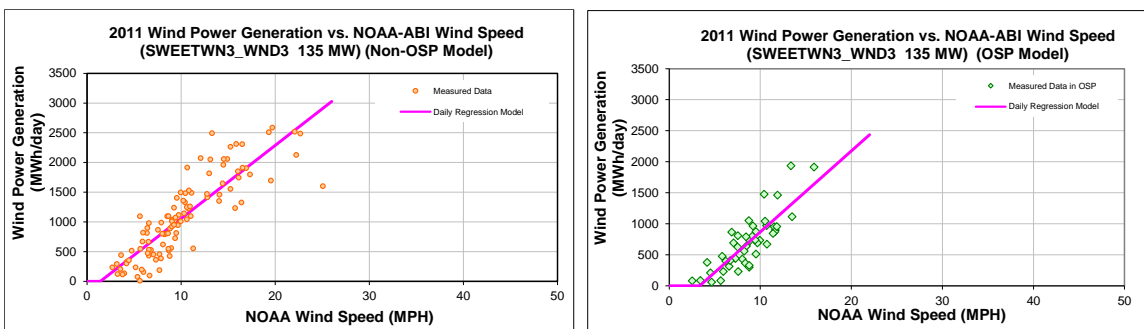 2011 Wind Power Generation vs. NOAA-ABI Wind Speed
(SWEETWN3_WND3  135 MW) (Non-OSP Model)
Wind Power Generation
(MWh/day)
3500
3000
2500
2000
1500
1000
500
0
Measured Data
Daily Regression Model
0 10 20 30 40 50
NOAA Wind Speed (MPH)
2011 Wind Power Generation vs. NOAA-ABI Wind Speed
(SWEETWN3_WND3  135 MW)  (OSP Model)
Wind Power Generation
(MWh/day)
3500
3000
2500
2000
1500
1000
500
0
Measured Data in OSP
Daily Regression Model
0 10 20 30 40 50
NOAA Wind Speed (MPH)